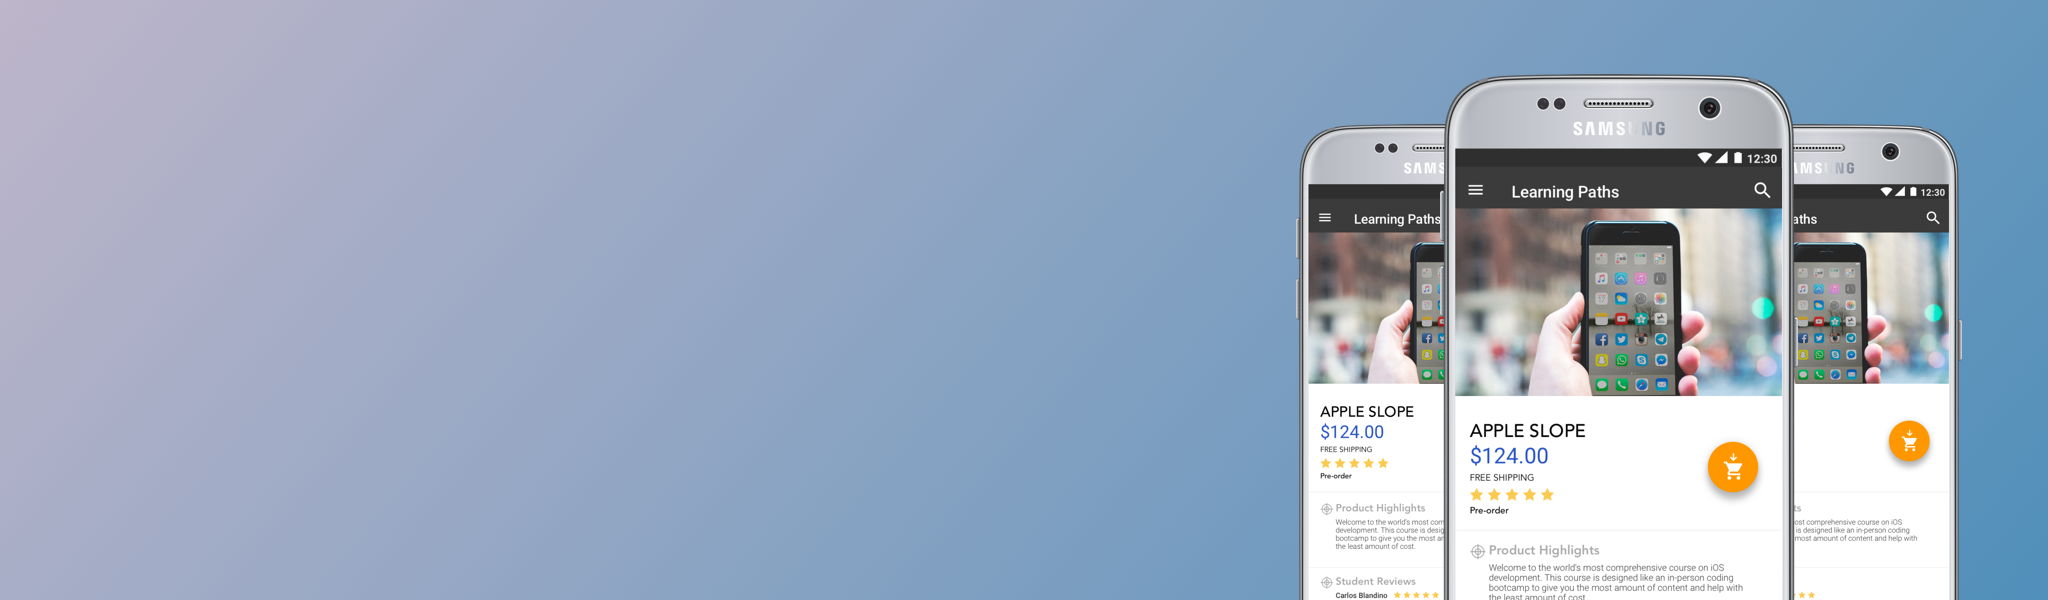 SAMSUNG
12:30
Learning Paths
APPLE SLOPE
$124.00
FREE SHIPPING
Pre-order
Product Highlights
Welcome to the world's most comprehensive course on iOS
development. This course is designed like an in-person coding
bootcamp to give you the most amount of content and help with
the least amount of cost.
SAMS
Learning Paths
APPLE SLOPE
$124.00
FREE SHIPPING
Pre-order
Product Highlights
Welcome to the world's most com
development. This course is desig
bootcamp to give you the most ar
the least amount of cost.
Student Reviews
Carlos Blandino
AMSUNG
12:30
aths
ts
ost comprehensive course on iOS
is designed like an in-person coding
most amount of content and help with